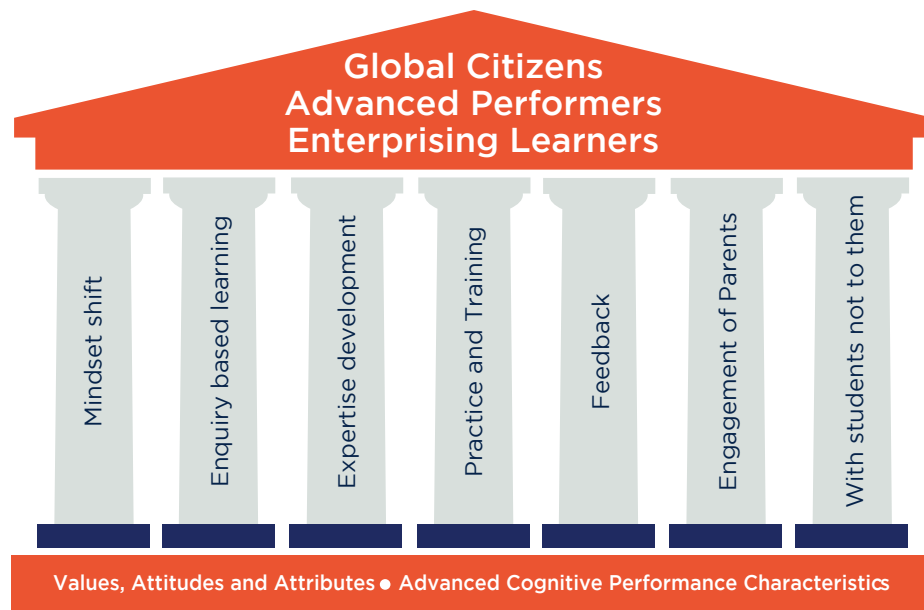 Global Citizens
Advanced Performers
Enterprising Learners
Mindset shift
Enquiry based learning
Expertise development
Practice and Training
Feedback
Engagement of Parents
With students not to them
Values, Attitudes and Attributes ● Advanced Cognitive Performance Characteristics